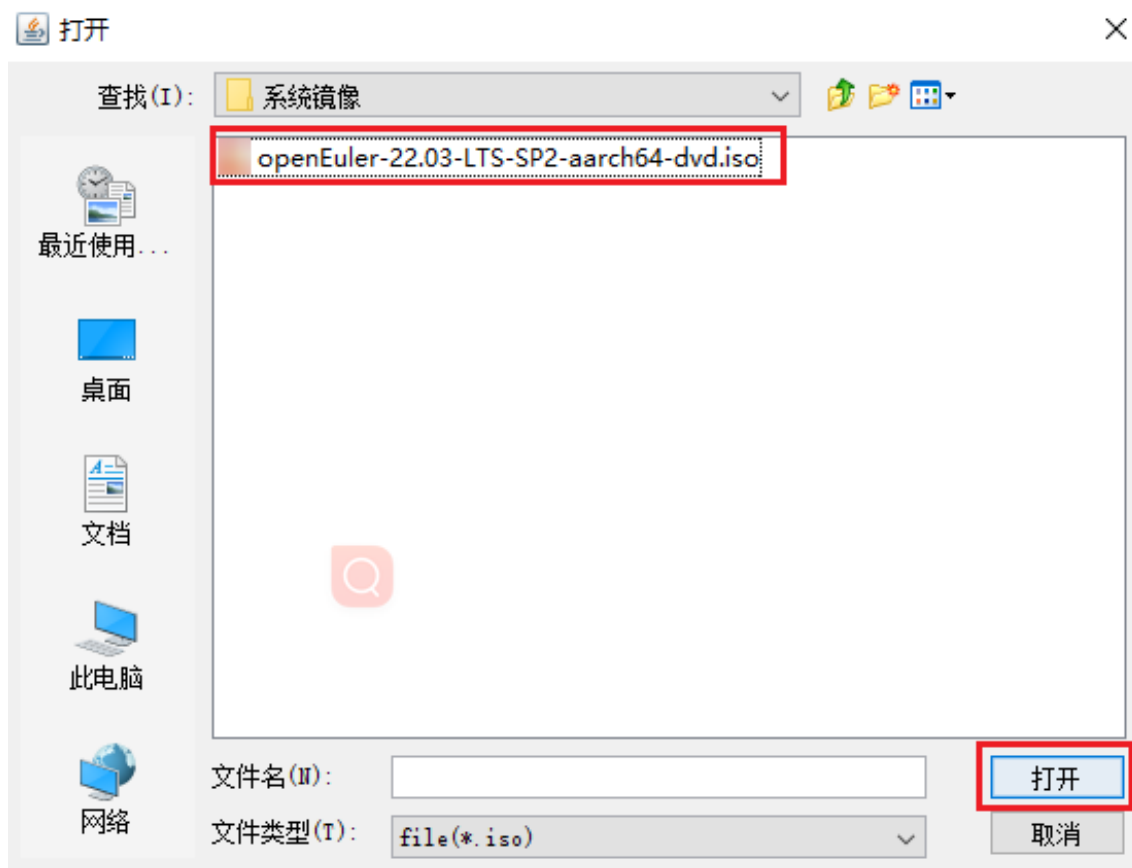 打开
查找(I):
系统镜像
openEuler-22.03-LTS-SP2-aarch64-dvd.iso
最近使用...
桌面
文档
此电脑
网络
文件名(N):
打开
文件类型(T):
file(*.iso)
取消